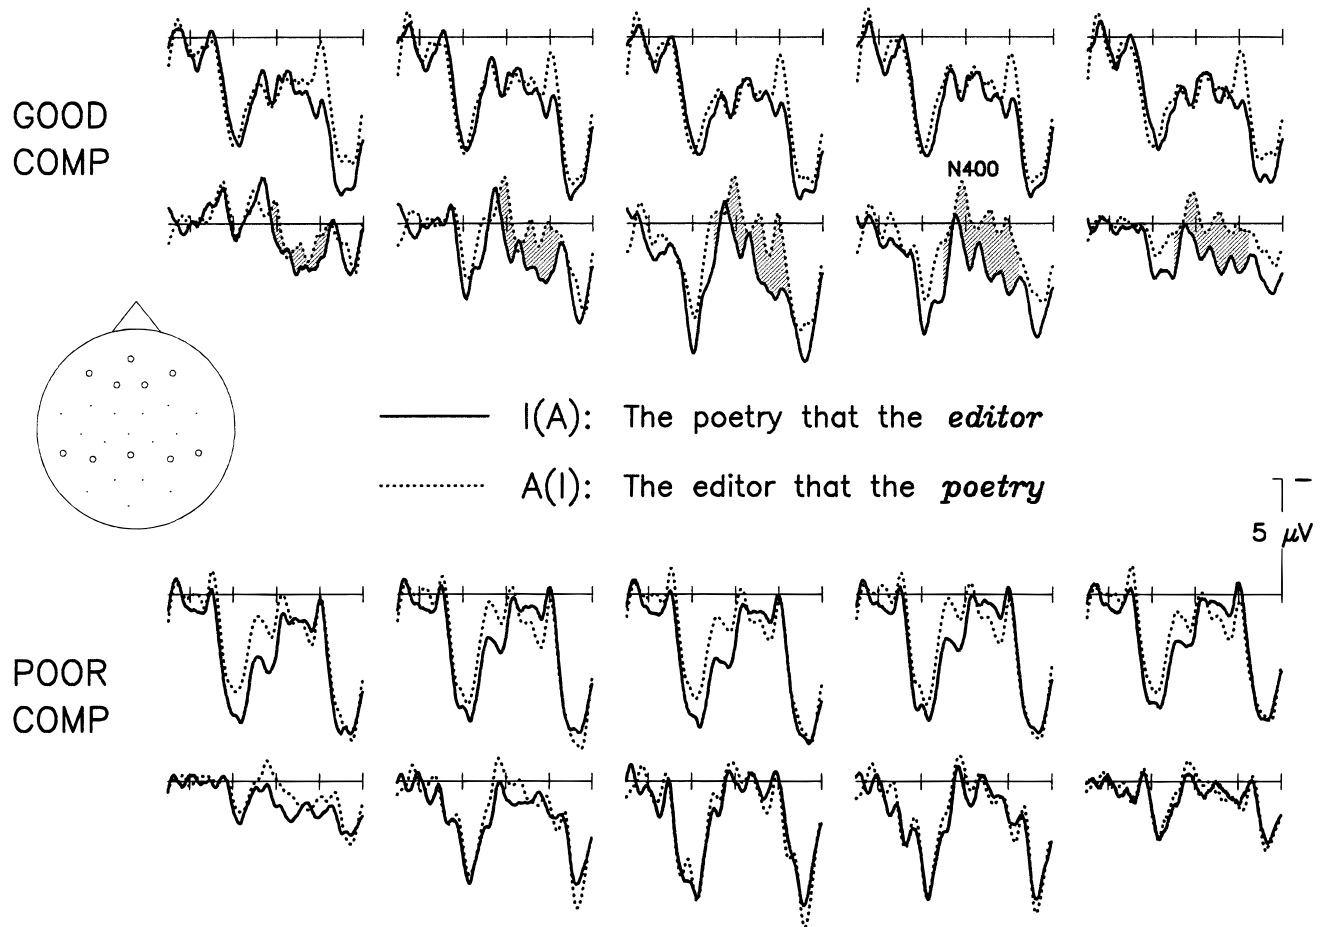 GOOD
COMP
N400
I(A): The poetry that the editor
A(I): The editor that the poetry
5 μV
POOR
COMP